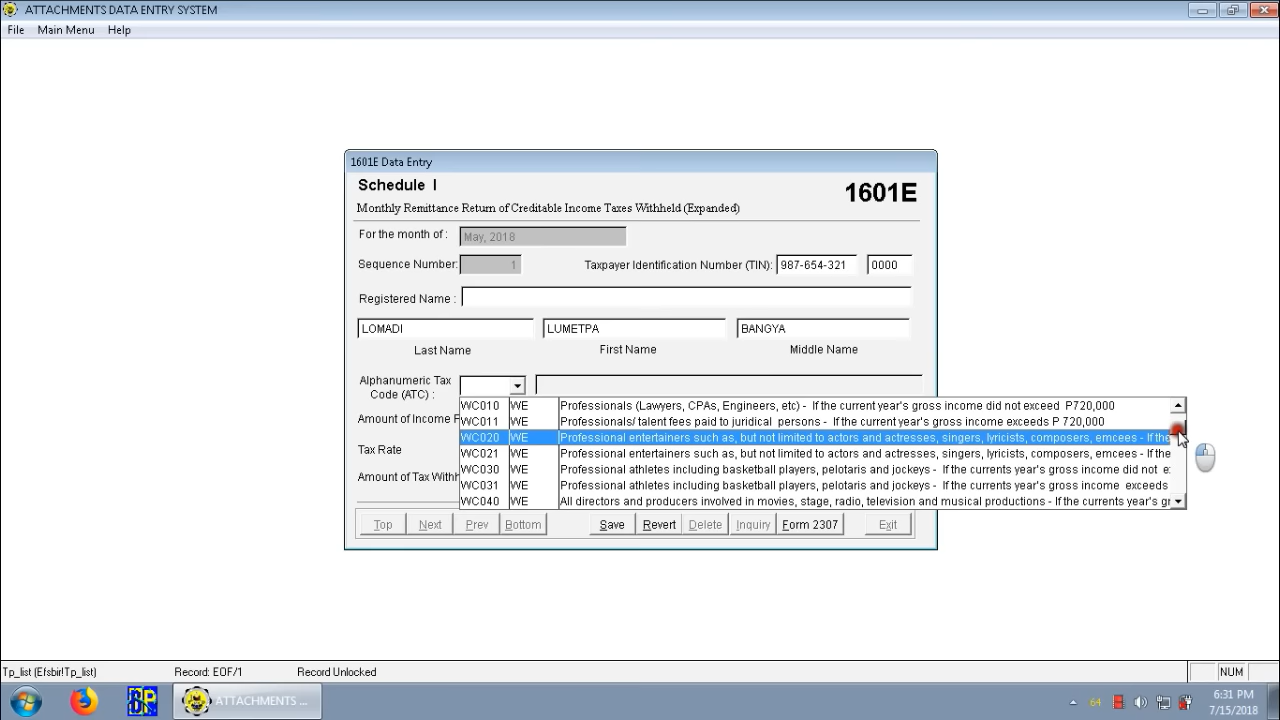 ATTACHMENTS DATA ENTRY SYSTEM
File Main Menu Help
1601E Data Entry
Schedule I
1601E
Monthly Remittance Return of Creditable Income Taxes Withheld (Expanded)
For the month of : May, 2018
Sequence Number: 1 Taxpayer Identification Number (TIN): 987-654-321 0000
Registered Name :
LOMADI LUMETPA BANGYA
Last Name First Name Middle Name
Alphanumeric Tax
Code (ATC) :
WC010 WE Professionals (Lawyers, CPAs, Engineers, etc) - If the current year's gross income did not exceed P720,000
Amount of Income P
WC011 WE Professionals/ talent fees paid to juridical persons - If the current year's gross income exceeds P 720,000
WC020 WE Professional entertainers such as, but not limited to actors and actresses, singers, lyricists, composers, emcees - If the
Tax Rate
WC021 WE Professional entertainers such as, but not limited to actors and actresses, singers, lyricists, composers, emcees - If the
WC030 WE Professional athletes including basketball players, pelotaris and jockeys - If the currents year's gross income did not e
Amount of Tax Withh
WC031 WE Professional athletes including basketball players, pelotaris and jockeys - If the currents year's gross income exceeds
WC040 WE All directors and producers involved in movies, stage, radio, television and musical productions - If the currents year's g
Top Next Prev Bottom Save Revert Delete Inquiry Form 2307 Exit
Tp_list (Efsbir!Tp_list) Record: EOF/1 Record Unlocked NUM
ATTACHMENTS ... 64 6:31 PM
7/15/2018